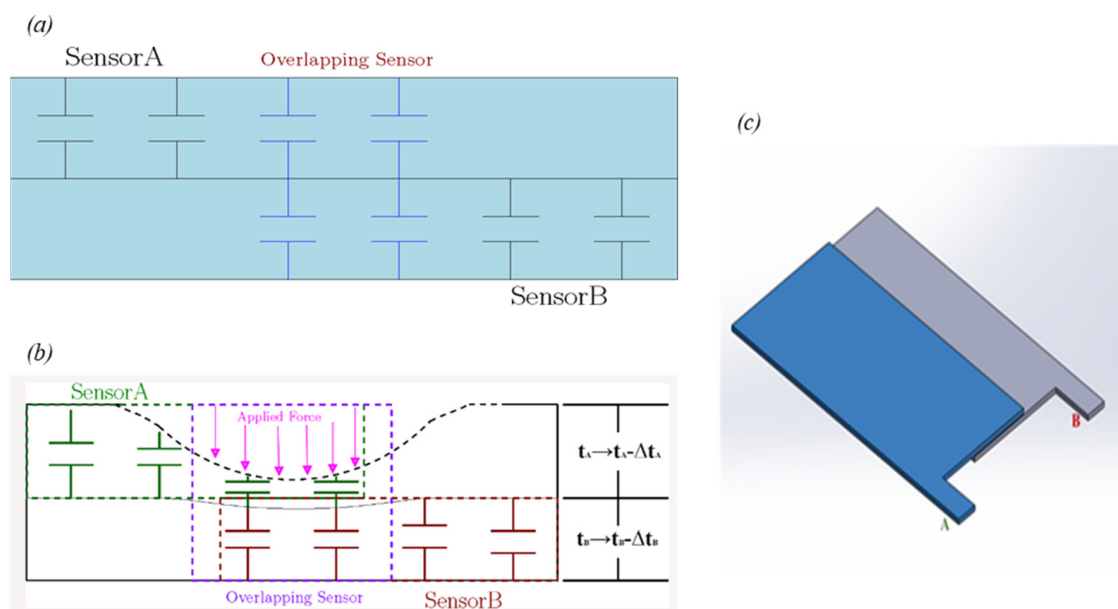 (a)
SensorA
Overlapping Sensor
SensorB
(b)
SensorA
Applied Force
tA→tA-ΔtA
tB→tB-ΔtB
Overlapping Sensor
SensorB
(c)
B
A